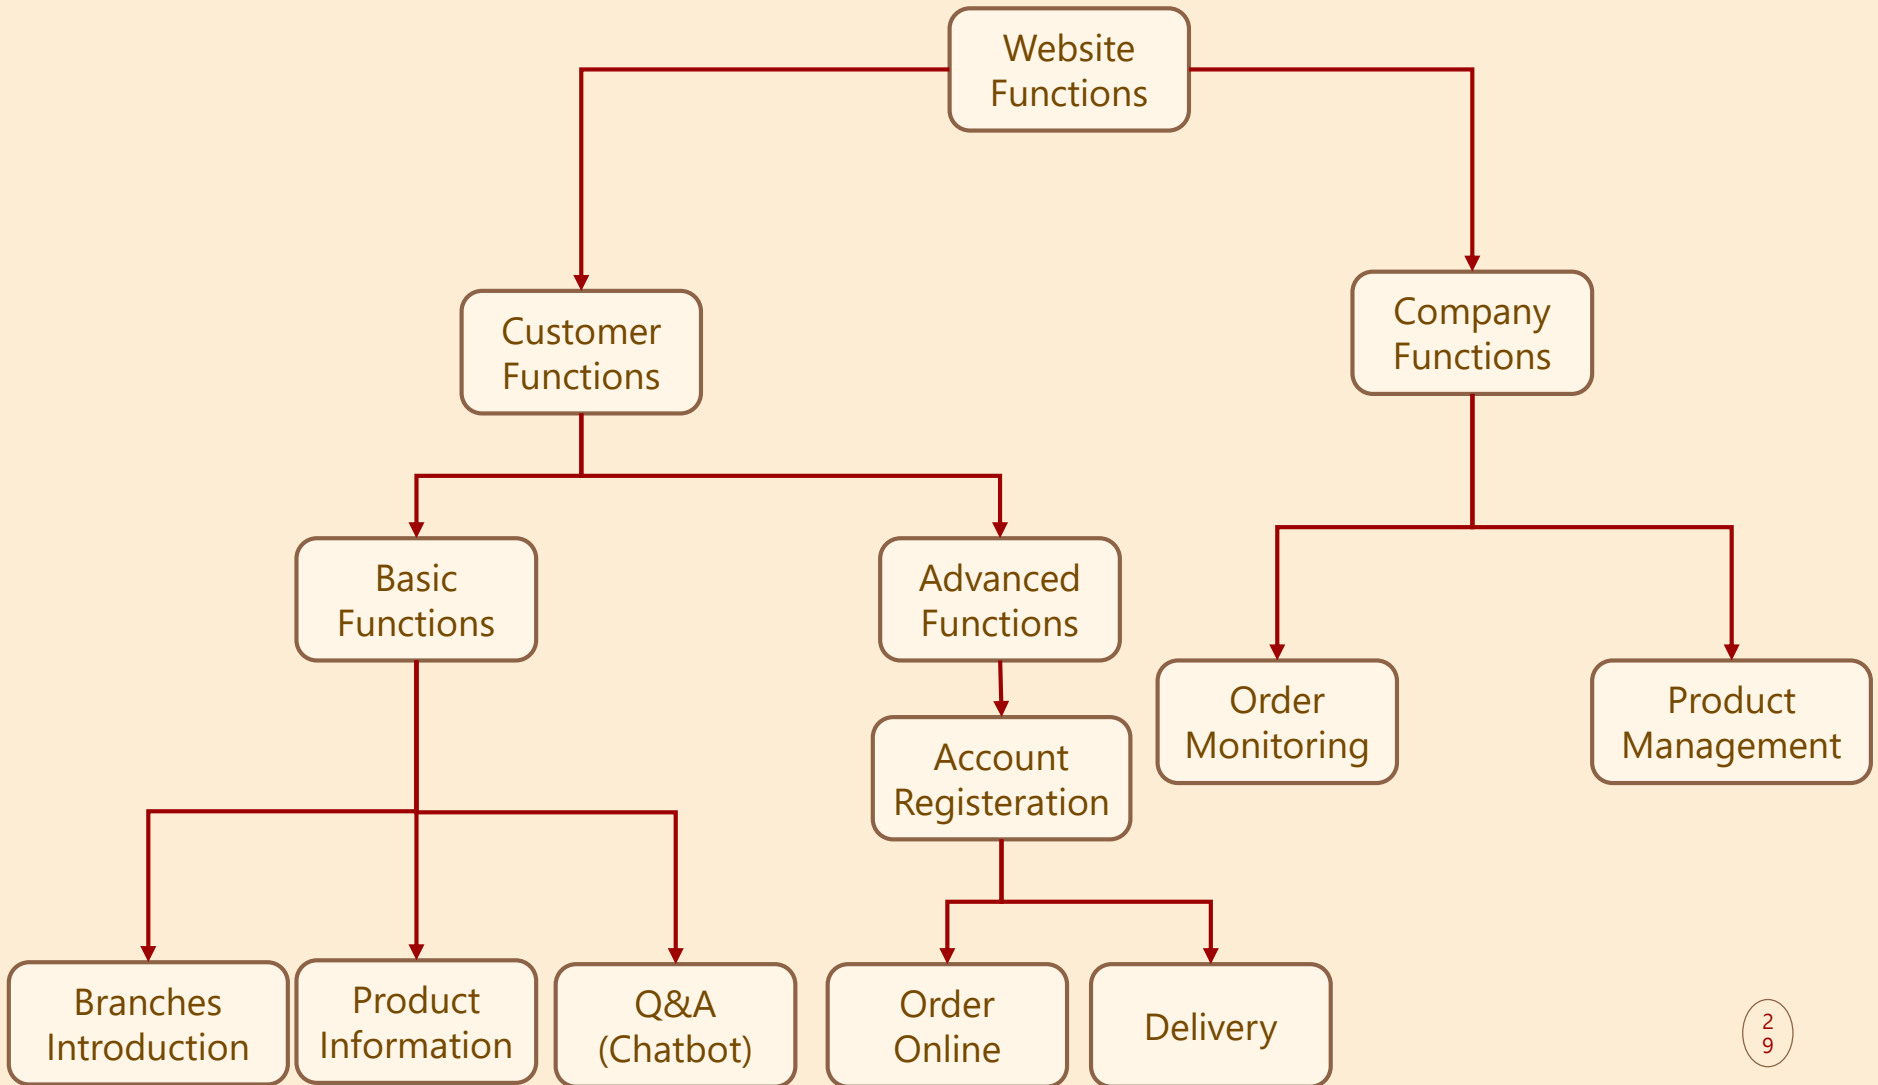 Website
Functions
Customer
Functions
Company
Functions
Basic
Functions
Advanced
Functions
Order
Monitoring
Product
Management
Account
Registeration
Branches
Introduction
Product
Information
Q&A
(Chatbot)
Order
Online
Delivery
2
9